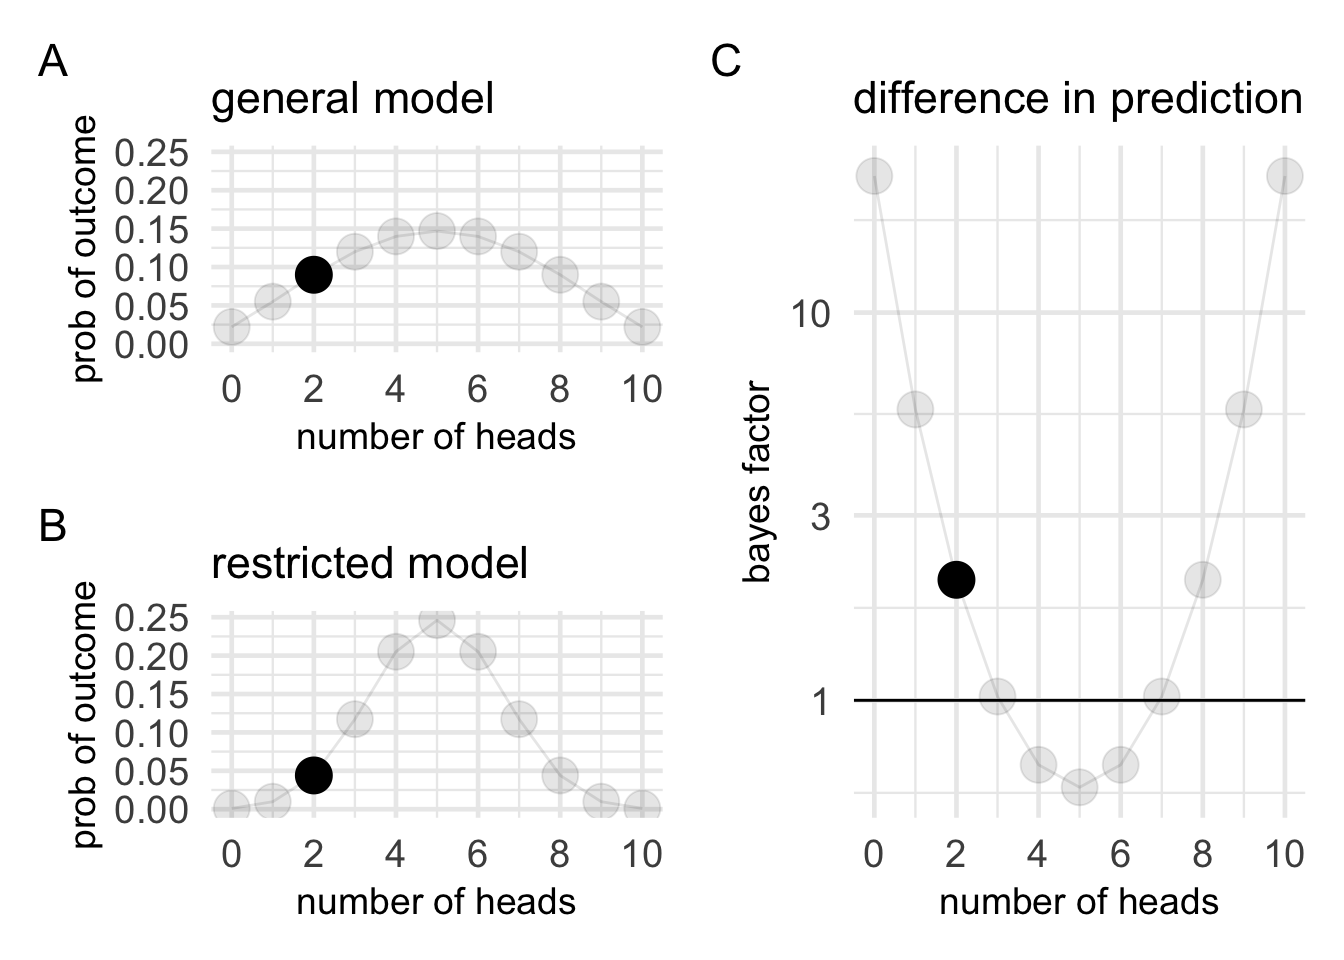 A
general model
prob of outcome
0.25
0.20
0.15
0.10
0.05
0.00
0 2 4 6 8 10
number of heads
B
restricted model
prob of outcome
0.25
0.20
0.15
0.10
0.05
0.00
0 2 4 6 8 10
number of heads
C
difference in prediction
bayes factor
10
3
1
0 2 4 6 8 10
number of heads